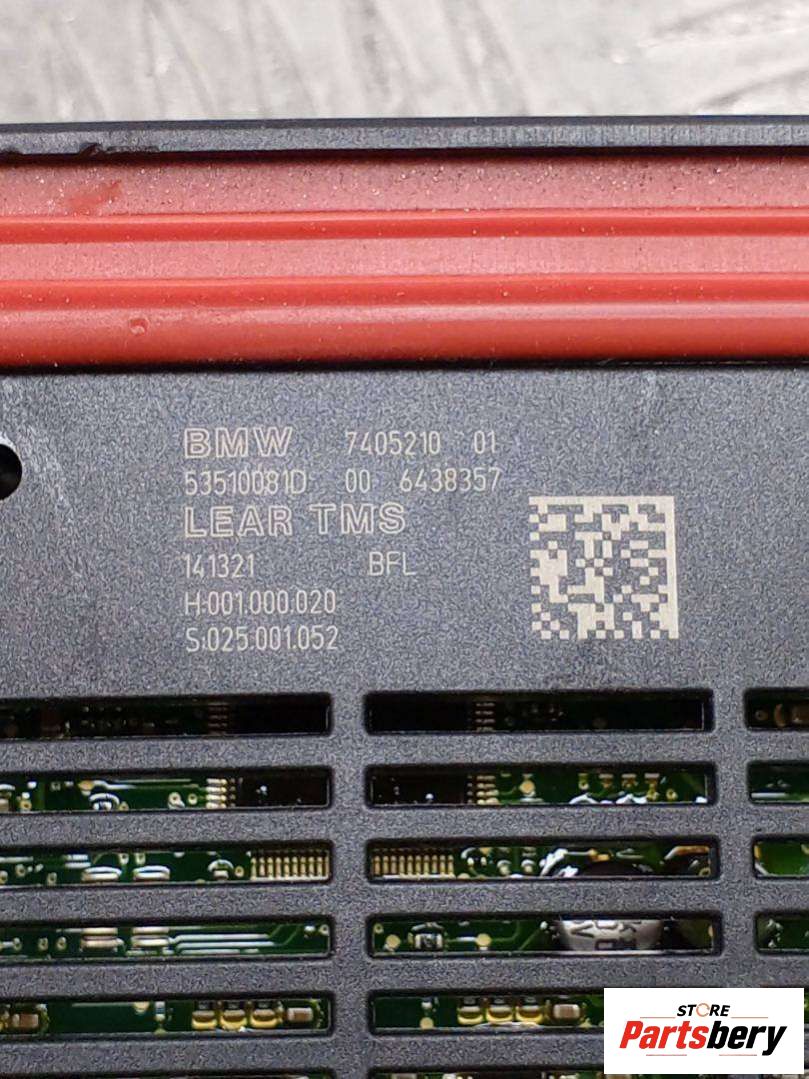 BMW 7405210 01
53510081D 00 6438357
LEAR TMS
141321 BFL
H:001.000.020
S:025.001.052
STORE
Partsbery